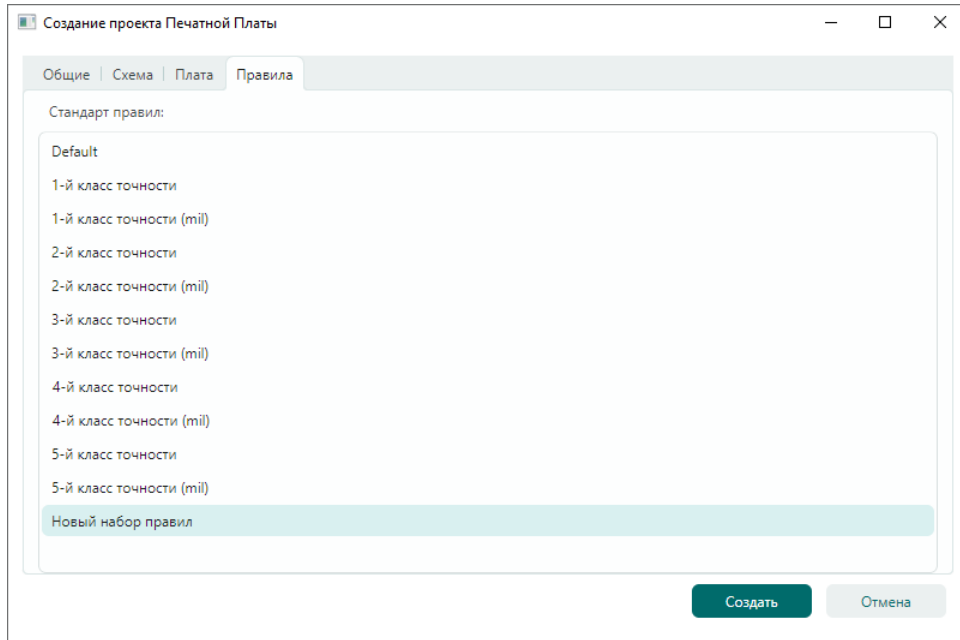 Создание проекта Печатной Платы
Общие Схема Плата Правила
Стандарт правил:
Default
1-й класс точности
1-й класс точности (mil)
2-й класс точности
2-й класс точности (mil)
3-й класс точности
3-й класс точности (mil)
4-й класс точности
4-й класс точности (mil)
5-й класс точности
5-й класс точности (mil)
Новый набор правил
Создать Отмена